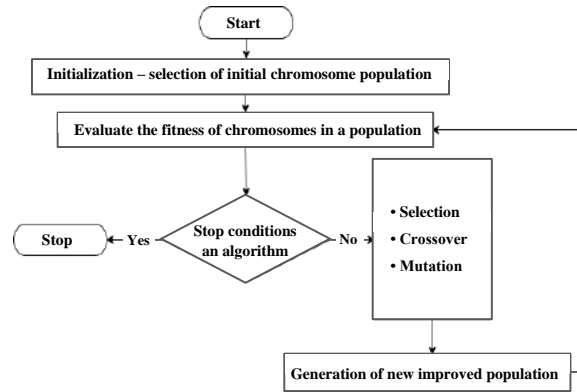 Start
Initialization – selection of initial chromosome population
Evaluate the fitness of chromosomes in a population
Stop conditions
an algorithm
Stop
Yes
No
• Selection
• Crossover
• Mutation
Generation of new improved population